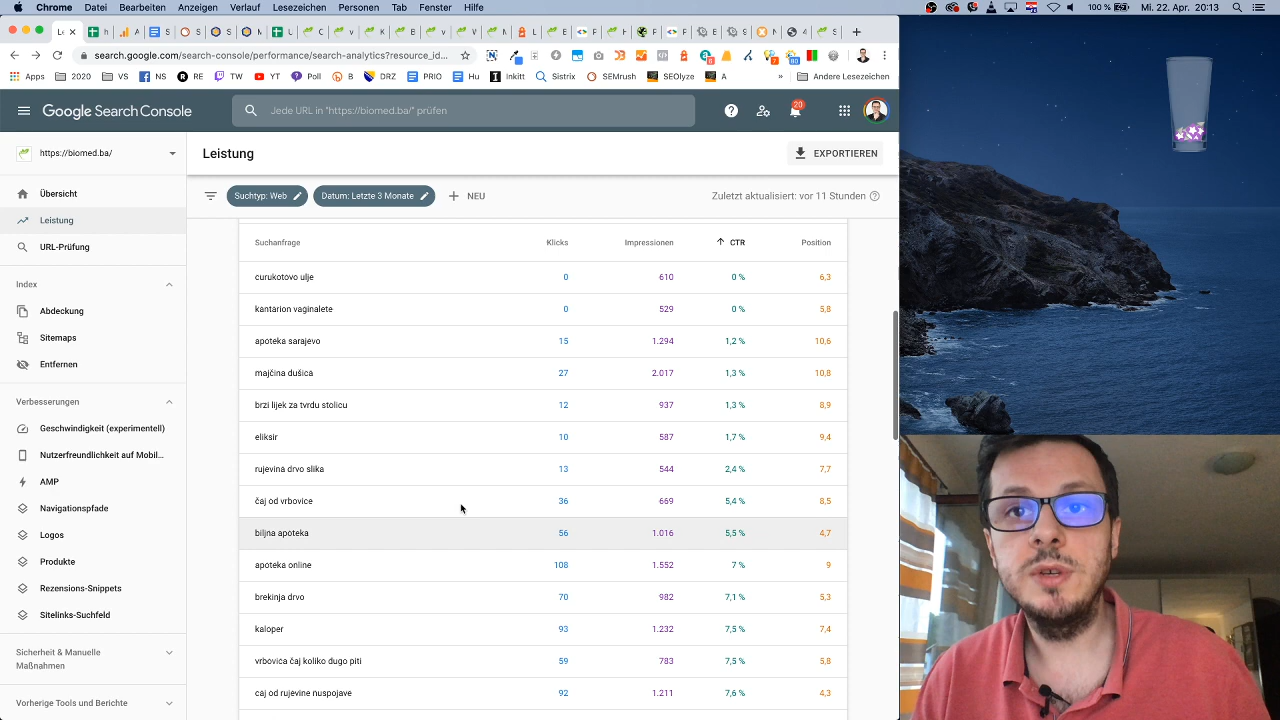 Chrome Datei Bearbeiten Anzeigen Verlauf Lesezeichen Personen Tab Fenster Hilfe 100 % Mi. 22. Apr. 20:13
search.google.com/search-console/performance/search-analytics?resource_id...
Apps 2020 VS NS RE TW YT Poll B DRZ PRIO Hu inkitt Sistrix SEMrush SEOlyze A » Andere Lesezeichen
Google Search Console Jede URL in "https://biomed.ba/" prüfen 20
https://biomed.ba/
Leistung
EXPORTIEREN
Suchtyp: Web Datum: Letzte 3 Monate NEU Zuletzt aktualisiert: vor 11 Stunden
Übersicht
Leistung
URL-Prüfung
Index
Abdeckung
Sitemaps
Entfernen
Verbesserungen
Geschwindigkeit (experimentell)
Nutzerfreundlichkeit auf Mobil...
AMP
Navigationspfade
Logos
Produkte
Rezensions-Snippets
Sitelinks-Suchfeld
Sicherheit & Manuelle
Maßnahmen
Vorherige Tools und Berichte
Suchanfrage Klicks Impressionen CTR Position
curukotovo ulje 0 610 0 % 6,3
kantarion vaginalete 0 529 0 % 5,8
apoteka sarajevo 15 1.294 1,2 % 10,6
majčina dušica 27 2.017 1,3 % 10,8
brzi lijek za tvrdu stolicu 12 937 1,3 % 8,9
eliksir 10 587 1,7 % 9,4
rujevina drvo slika 13 544 2,4 % 7,7
čaj od vrbovice 36 669 5,4 % 8,5
biljna apoteka 56 1.016 5,5 % 4,7
apoteka online 108 1.552 7 % 9
brekinja drvo 70 982 7,1 % 5,3
kaloper 93 1.232 7,5 % 7,4
vrbovica čaj koliko dugo piti 59 783 7,5 % 5,8
caj od rujevine nuspojave 92 1.211 7,6 % 4,3